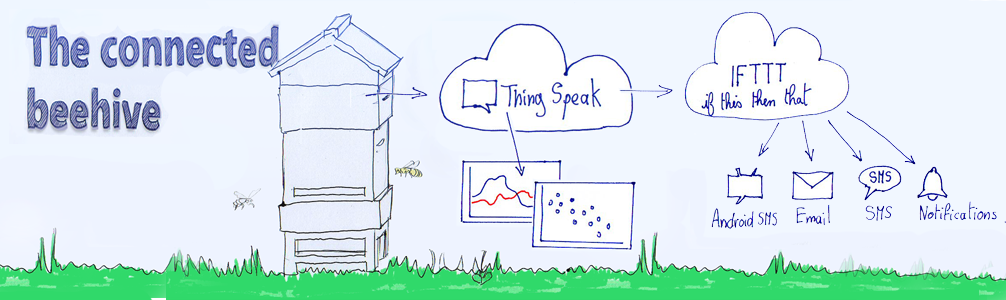 The connected
beehive
Thing Speak
IFTTT
if this then that
SMS
Android SMS
Email
SMS
Notifications